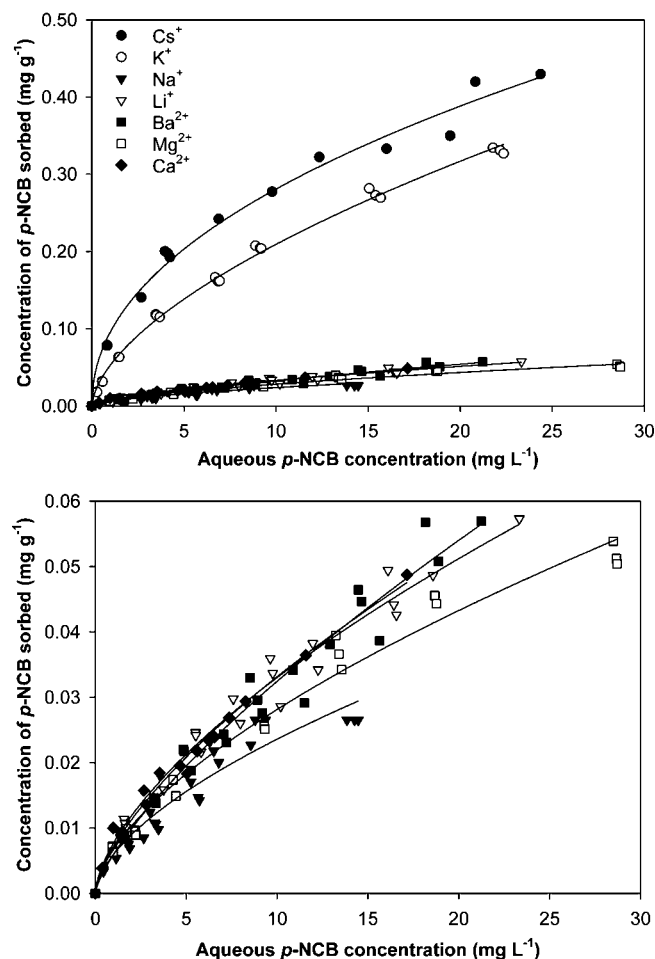 0.50
0.40
0.30
0.20
0.10
0.00
Concentration of p-NCB sorbed (mg g⁻¹)
Cs⁺
K⁺
Na⁺
Li⁺
Ba²⁺
Mg²⁺
Ca²⁺
0 5 10 15 20 25 30
Aqueous p-NCB concentration (mg L⁻¹)
0.06
0.05
0.04
0.03
0.02
0.01
0.00
Concentration of p-NCB sorbed (mg g⁻¹)
0 5 10 15 20 25 30
Aqueous p-NCB concentration (mg L⁻¹)